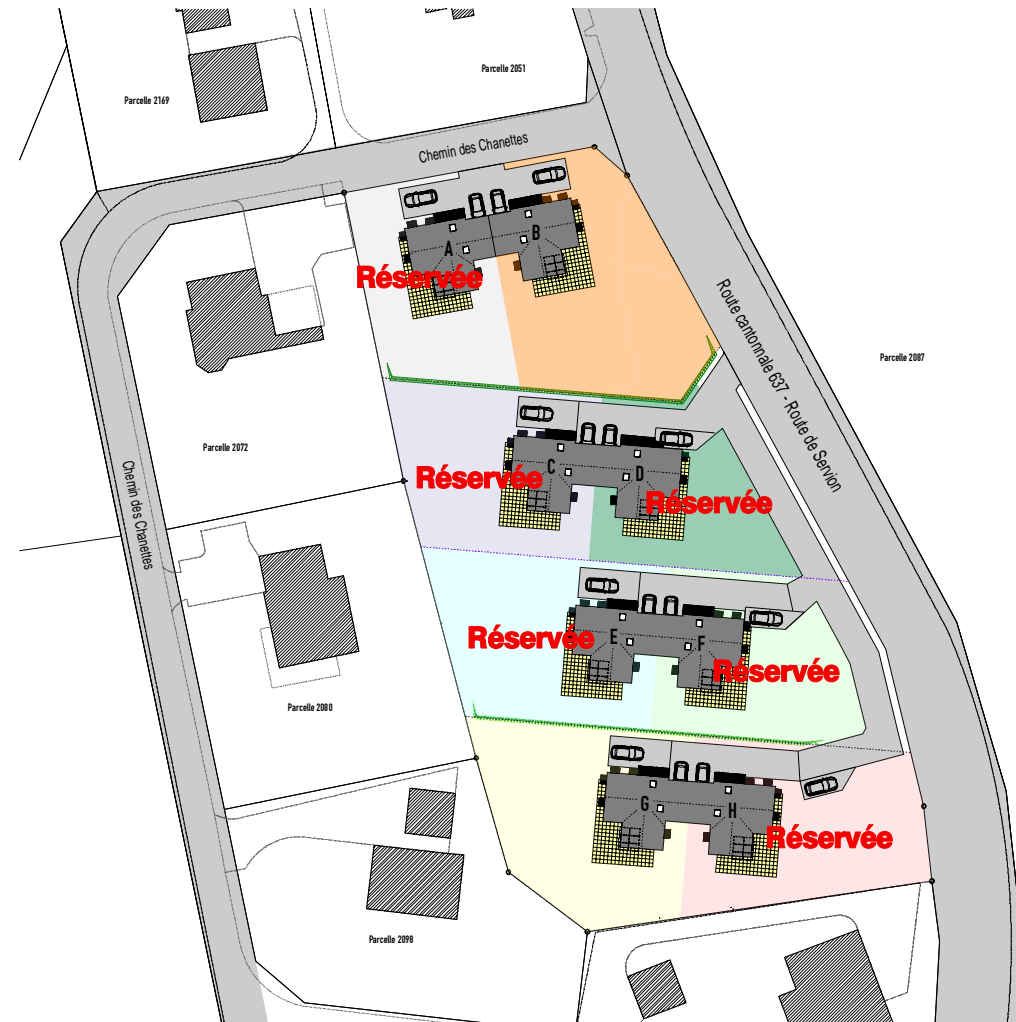 Parcelle 2051
Parcelle 2169
Chemin des Chanettes
B
A
Réservée
Route cantonnale 637 - Route de Servion
Parcelle 2087
Parcelle 2072
Chemin des Chanettes
C
D
Réservée
Réservée
E
F
Réservée
Réservée
Parcelle 2080
G
H
Réservée
Parcelle 2098